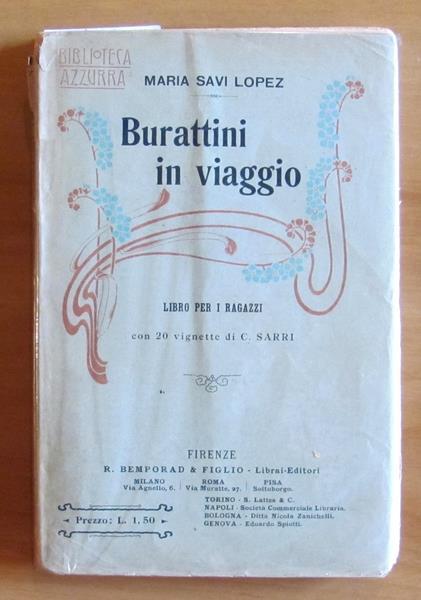 BIBLIOTECA
AZZURRA
MARIA SAVI LOPEZ
Burattini
in viaggio
LIBRO PER I RAGAZZI
con 20 vignette di C. SARRI
FIRENZE
R. BEMPORAD & FIGLIO - Librai-Editori
MILANO ROMA PISA
Via Agnello, 6. Via Muratte, 27. Sottoborgo.
TORINO - S. Lattes & C.
NAPOLI - Società Commerciale Libraria.
BOLOGNA - Ditta Nicola Zanichelli.
GENOVA - Eduardo Spiotti.
Prezzo: L. 1,50